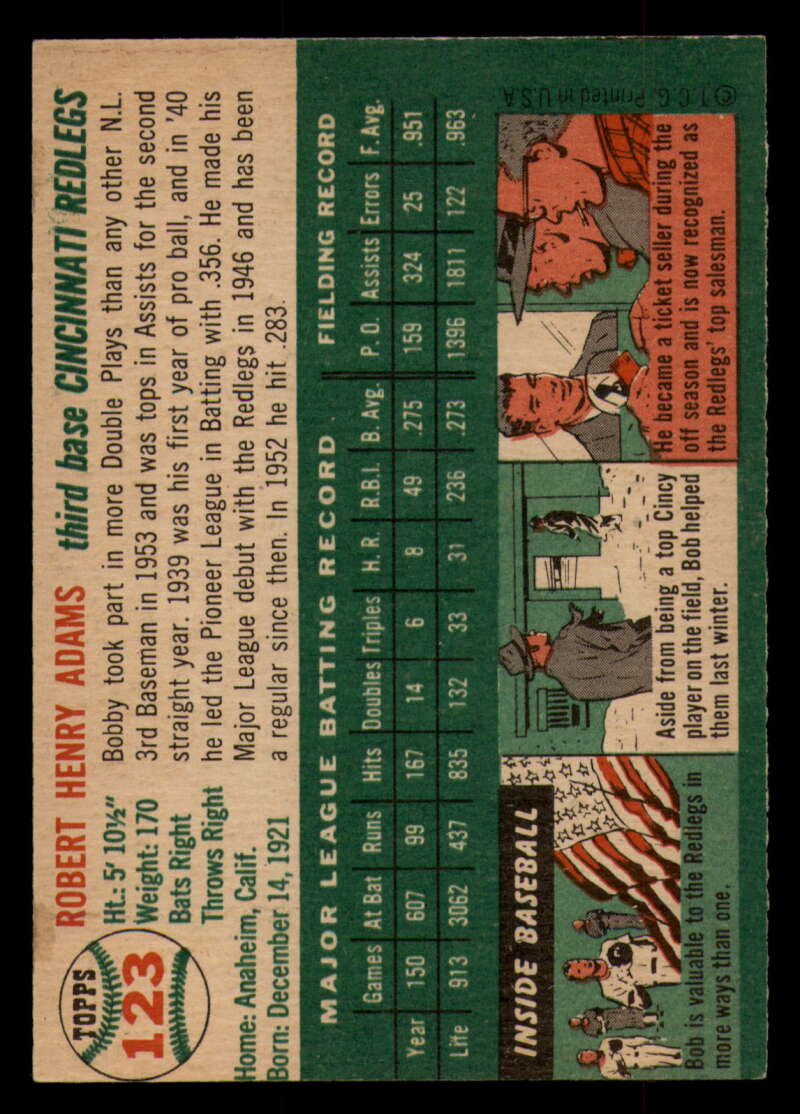 TOPPS
123
ROBERT HENRY ADAMS third base CINCINNATI REDLEGS
Ht.: 5' 10½"
Weight: 170
Bats Right
Throws Right
Home: Anaheim, Calif.
Born: December 14, 1921
Bobby took part in more Double Plays than any other N.L.
3rd Baseman in 1953 and was tops in Assists for the second
straight year. 1939 was his first year of pro ball, and in '40
he led the Pioneer League in Batting with .356. He made his
Major League debut with the Redlegs in 1946 and has been
a regular since then. In 1952 he hit .283.
MAJOR LEAGUE BATTING RECORD FIELDING RECORD
Games At Bat Runs Hits Doubles Triples H. R. R.B.I. B. Avg. P. O. Assists Errors F. Avg.
Year 150 607 99 167 14 6 8 49 .275 159 324 25 .951
Life 913 3062 437 835 132 33 31 236 .273 1396 1811 122 .963
INSIDE BASEBALL
Bob is valuable to the Redlegs in
more ways than one.
Aside from being a top Cincy
player on the field, Bob helped
them last winter.
He became a ticket seller during the
off season and is now recognized as
the Redlegs' top salesman.
© T. C. G. Printed in U.S.A.